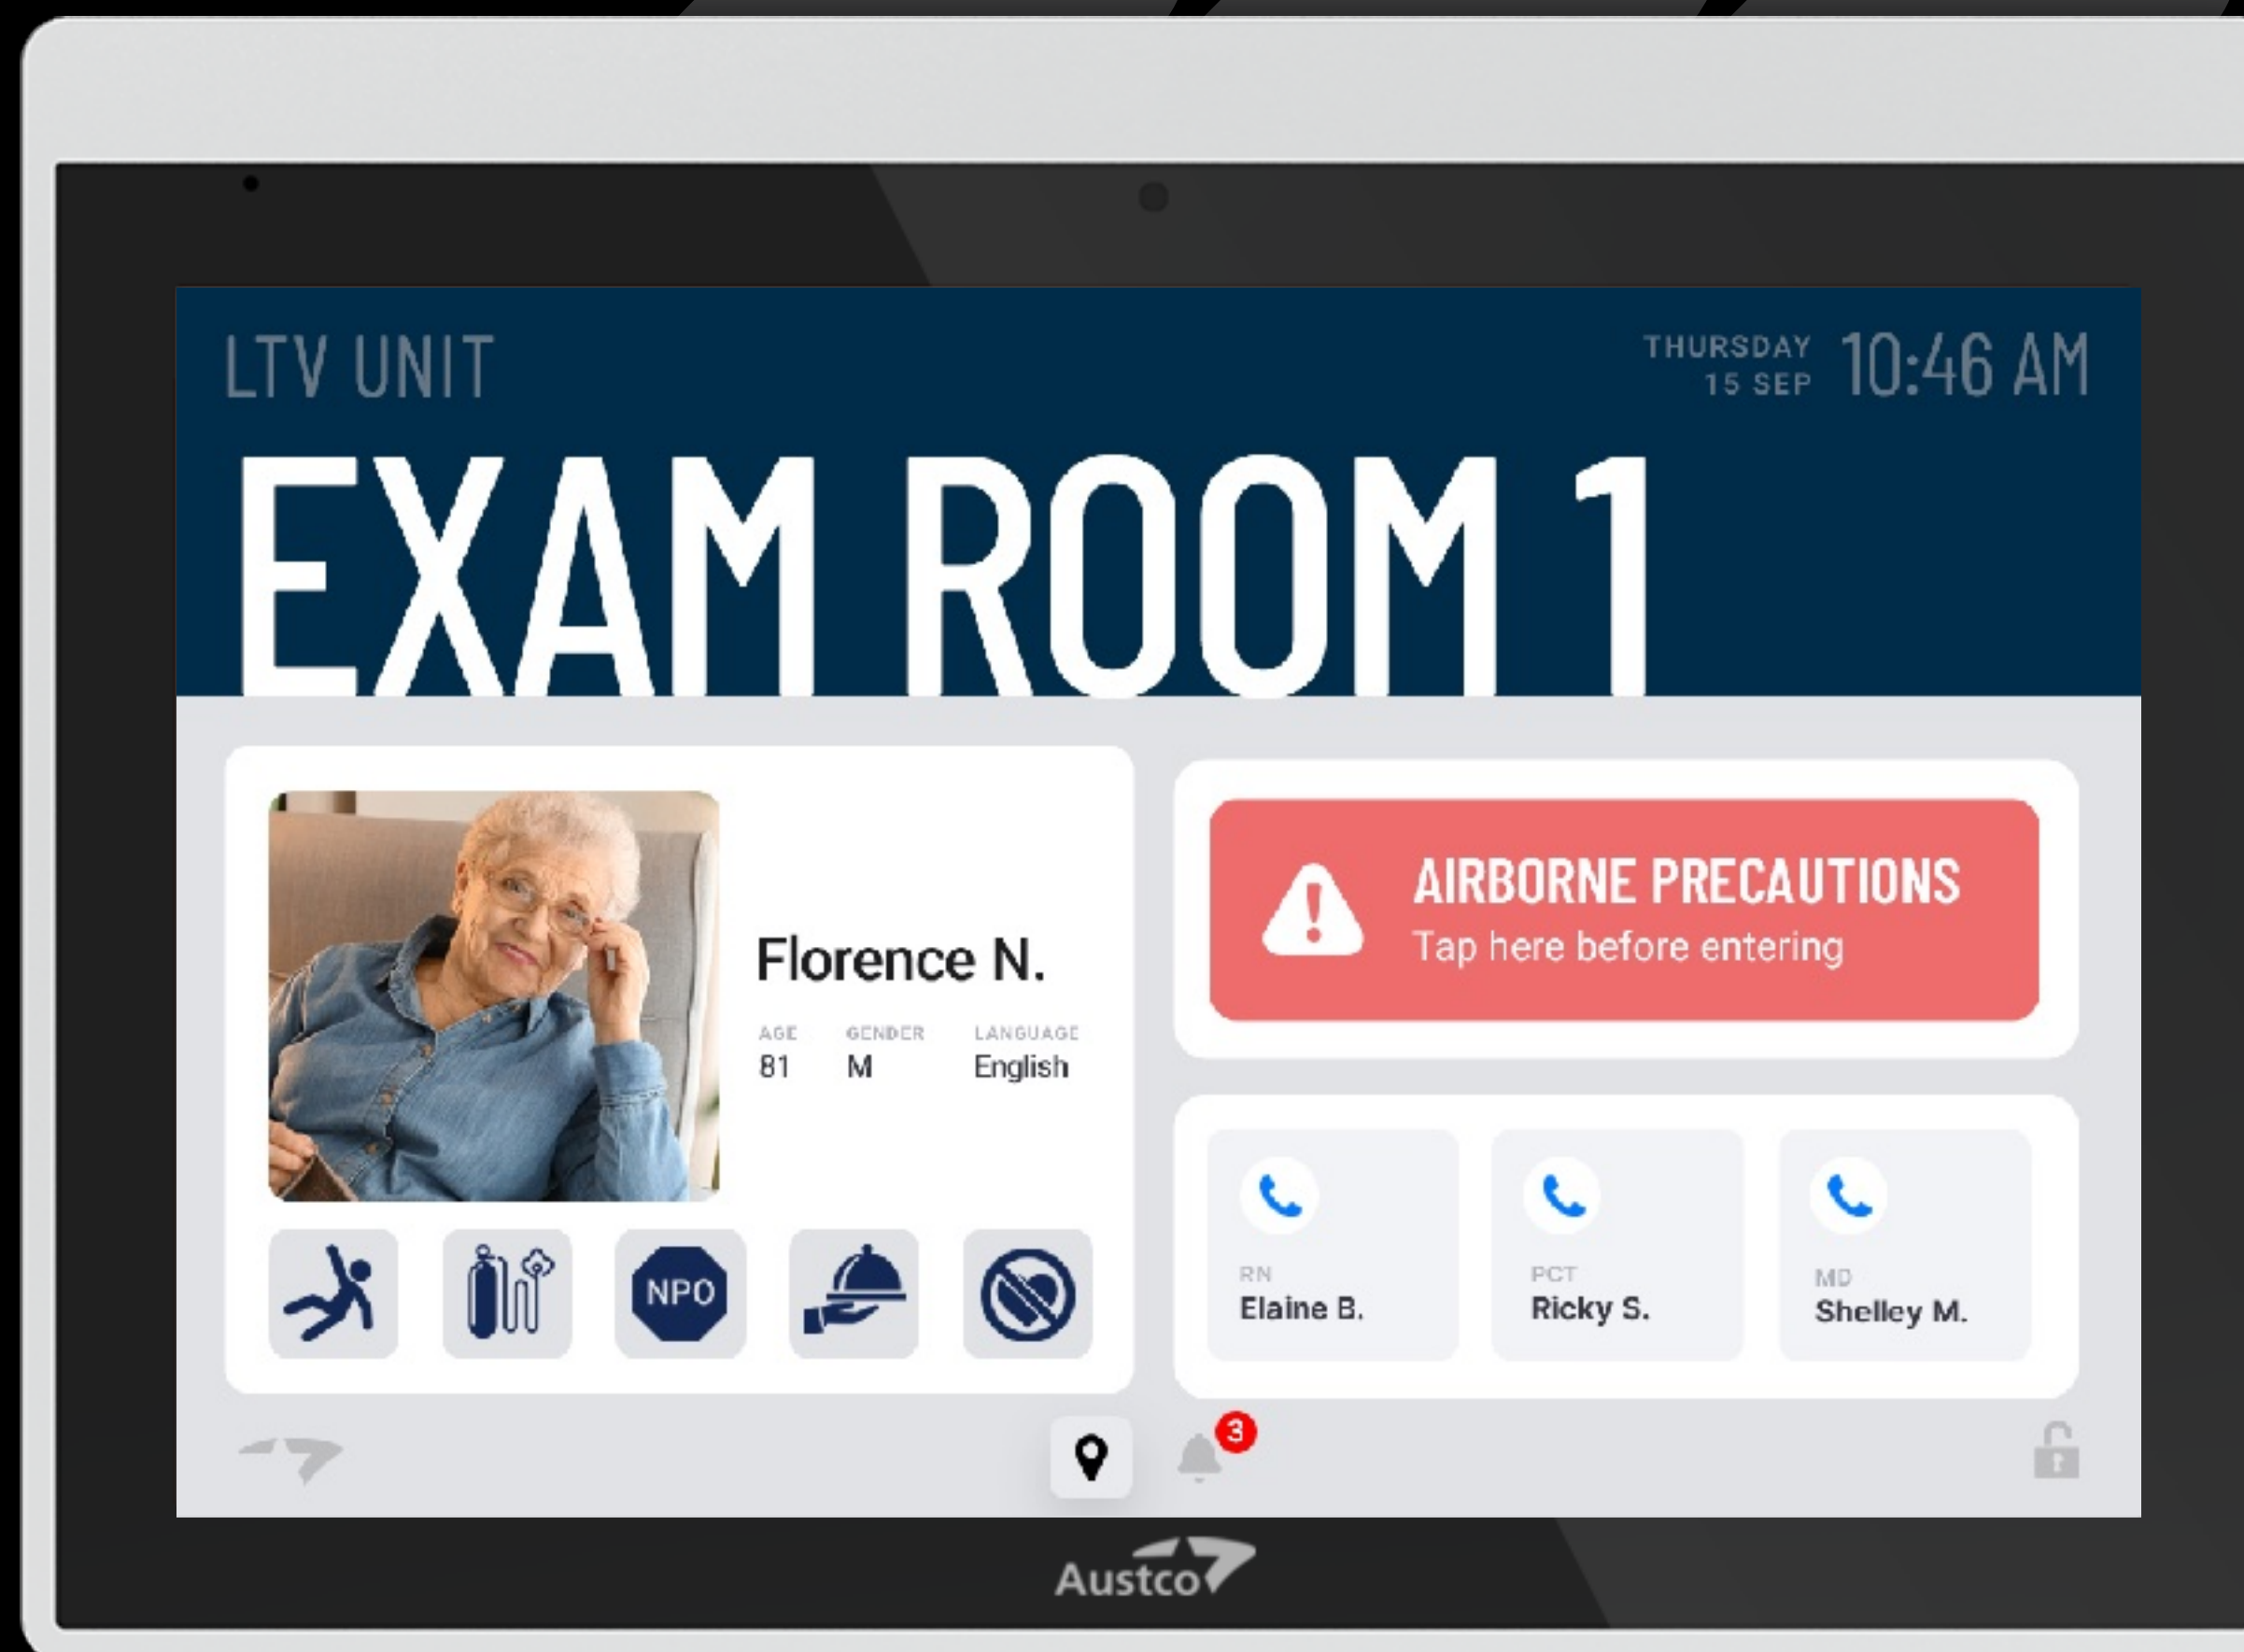 LTV UNIT
THURSDAY
15 SEP
10:46 AM
EXAM ROOM 1
Florence N.
AGE GENDER LANGUAGE
81 M English
NPO
AIRBORNE PRECAUTIONS
Tap here before entering
RN
Elaine B.
PCT
Ricky S.
MD
Shelley M.
3
Austco